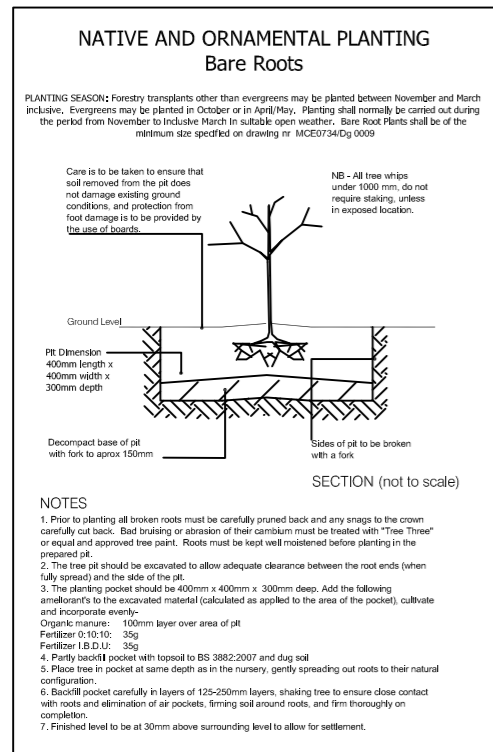 NATIVE AND ORNAMENTAL PLANTING
Bare Roots
PLANTING SEASON: Forestry transplants other than evergreens may be planted between November and March
inclusive. Evergreens may be planted in October or in April/May. Planting shall normally be carried out during
the period from November to inclusive March in suitable open weather. Bare Root Plants shall be of the
minimum size specified on drawing nr MCE0734/Dg 0009
Care is to be taken to ensure that
soil removed from the pit does
not damage existing ground
conditions, and protection from
foot damage is to be provided by
the use of boards.
NB - All tree whips
under 1000 mm, do not
require staking, unless
in exposed location.
Ground Level
Pit Dimension
400mm length x
400mm width x
300mm depth
Decompact base of pit
with fork to aprox 150mm
Sides of pit to be broken
with a fork
SECTION (not to scale)
NOTES
1. Prior to planting all broken roots must be carefully pruned back and any snags to the crown
carefully cut back. Bad bruising or abrasion of their cambium must be treated with "Tree Three"
or equal and approved tree paint. Roots must be kept well moistened before planting in the
prepared pit.
2. The tree pit should be excavated to allow adequate clearance between the root ends (when
fully spread) and the side of the pit.
3. The planting pocket should be 400mm x 400mm x 300mm deep. Add the following
ameliorant's to the excavated material (calculated as applied to the area of the pocket), cultivate
and incorporate evenly-
Organic manure: 100mm layer over area of pit
Fertilizer 0:10:10: 35g
Fertilizer I.B.D.U: 35g
4. Partly backfill pocket with topsoil to BS 3882:2007 and dug soil
5. Place tree in pocket at same depth as in the nursery, gently spreading out roots to their natural
configuration.
6. Backfill pocket carefully in layers of 125-250mm layers, shaking tree to ensure close contact
with roots and elimination of air pockets, firming soil around roots, and firm thoroughly on
completion.
7. Finished level to be at 30mm above surrounding level to allow for settlement.